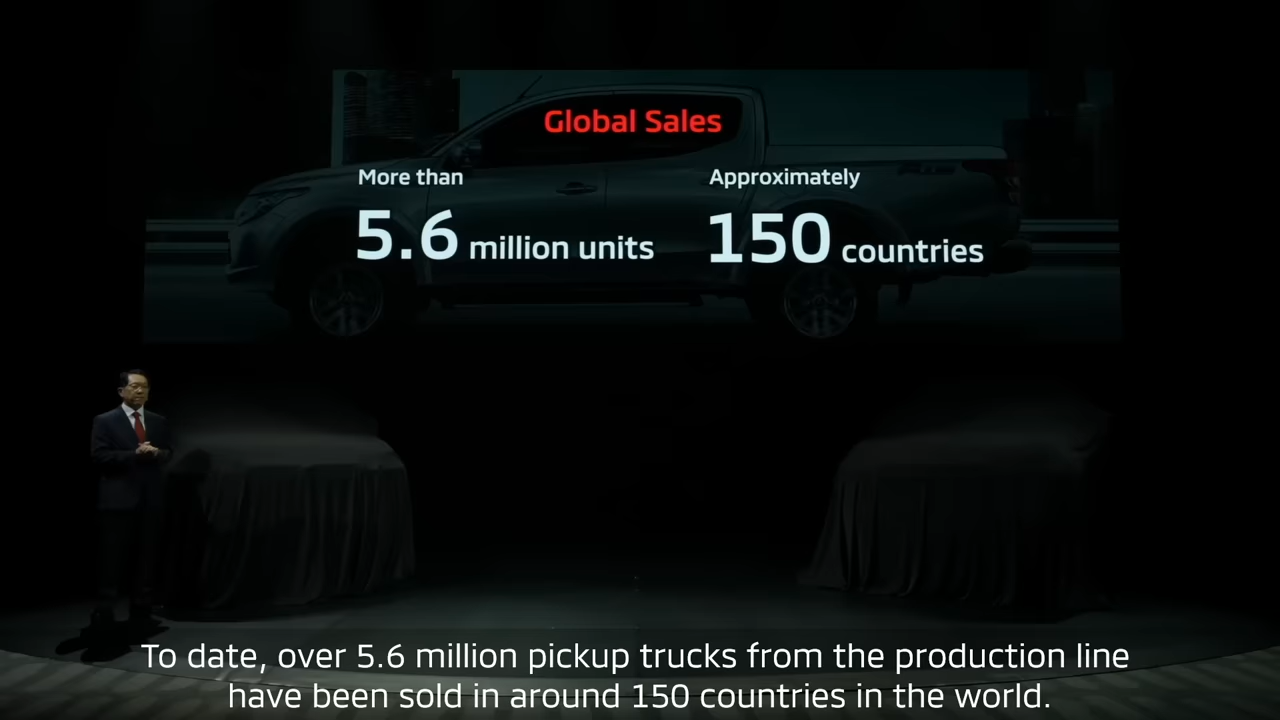 Global Sales
More than
5.6 million units
Approximately
150 countries
To date, over 5.6 million pickup trucks from the production line
have been sold in around 150 countries in the world.